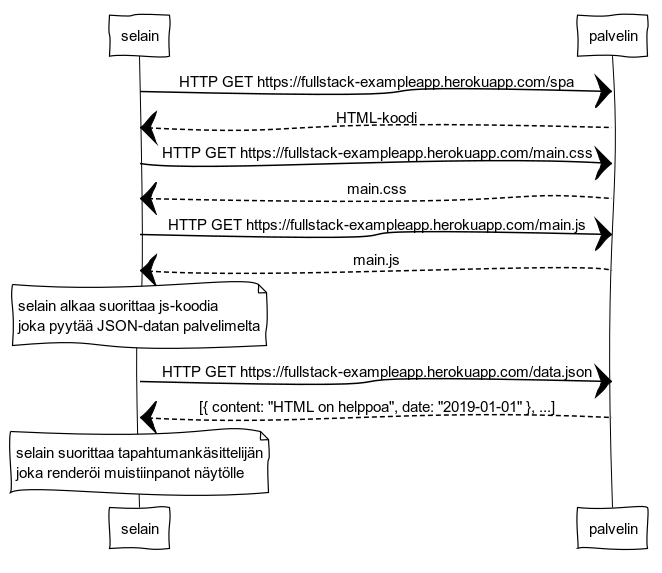 selain
palvelin
HTTP GET https://fullstack-exampleapp.herokuapp.com/spa
HTML-koodi
HTTP GET https://fullstack-exampleapp.herokuapp.com/main.css
main.css
HTTP GET https://fullstack-exampleapp.herokuapp.com/main.js
main.js
selain alkaa suorittaa js-koodia
joka pyytää JSON-datan palvelimelta
HTTP GET https://fullstack-exampleapp.herokuapp.com/data.json
[{ content: "HTML on helppoa", date: "2019-01-01" }, ...]
selain suorittaa tapahtumankäsittelijän
joka renderöi muistiinpanot näytölle
selain
palvelin